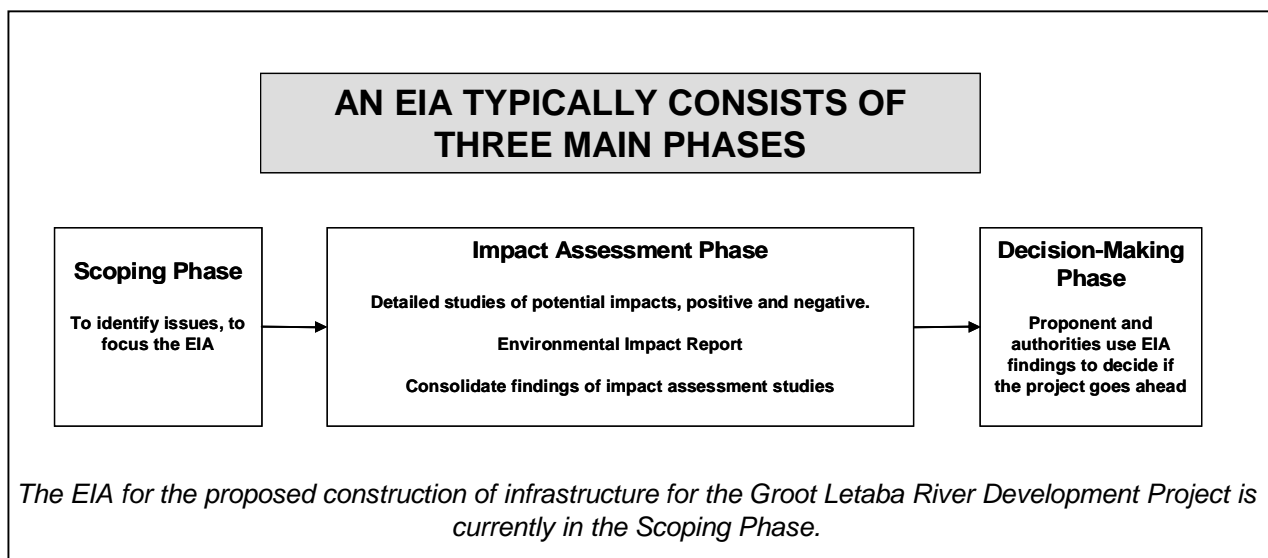 AN EIA TYPICALLY CONSISTS OF
THREE MAIN PHASES
Scoping Phase
To identify issues, to
focus the EIA
Impact Assessment Phase
Detailed studies of potential impacts, positive and negative.
Environmental Impact Report
Consolidate findings of impact assessment studies
Decision-Making
Phase
Proponent and
authorities use EIA
findings to decide if
the project goes ahead
The EIA for the proposed construction of infrastructure for the Groot Letaba River Development Project is
currently in the Scoping Phase.